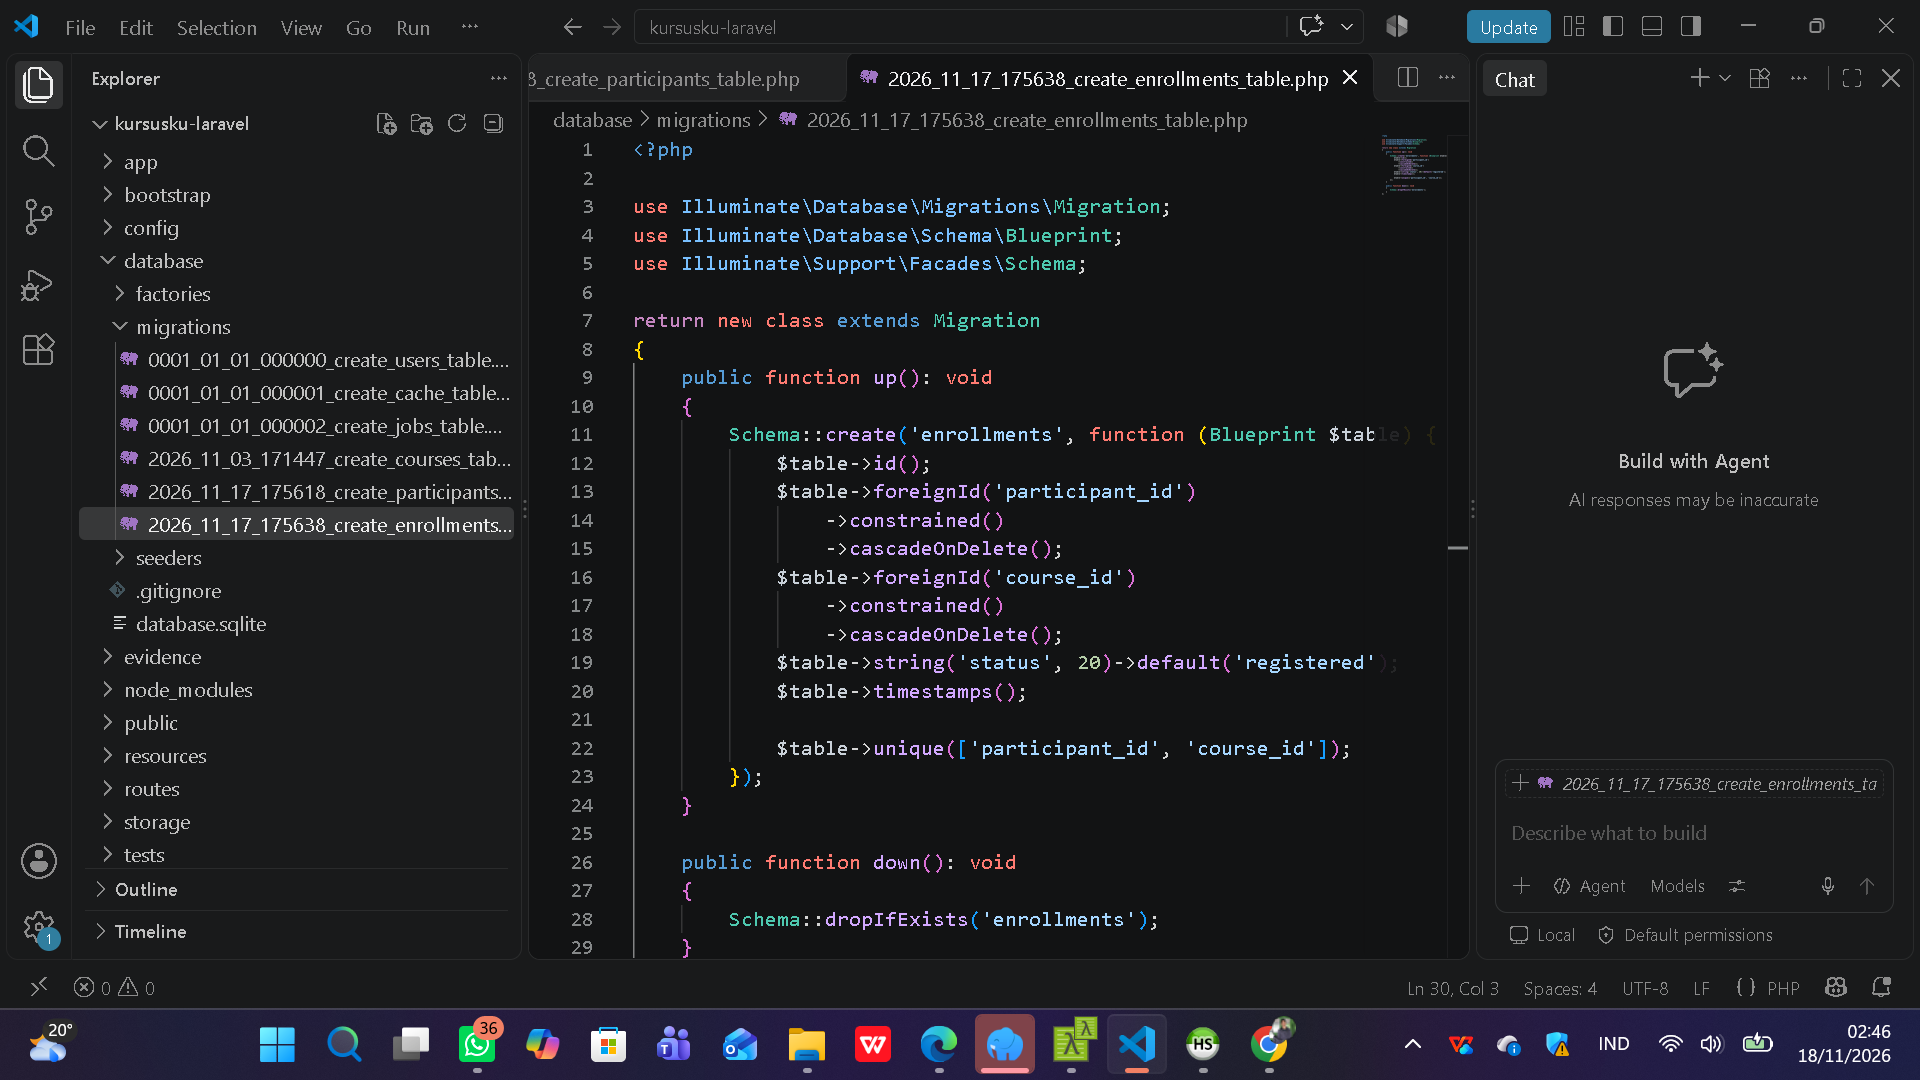 File Edit Selection View Go Run ...
kursusku-laravel
Update
Explorer
kursusku-laravel
app
bootstrap
config
database
factories
migrations
0001_01_01_000000_create_users_table....
0001_01_01_000001_create_cache_table...
0001_01_01_000002_create_jobs_table....
2026_11_03_171447_create_courses_tab...
2026_11_17_175618_create_participants...
2026_11_17_175638_create_enrollments...
seeders
.gitignore
database.sqlite
evidence
node_modules
public
resources
routes
storage
tests
Outline
Timeline
1
8_create_participants_table.php
2026_11_17_175638_create_enrollments_table.php
database > migrations > 2026_11_17_175638_create_enrollments_table.php
1 <?php
2
3 use Illuminate\Database\Migrations\Migration;
4 use Illuminate\Database\Schema\Blueprint;
5 use Illuminate\Support\Facades\Schema;
6
7 return new class extends Migration
8 {
9     public function up(): void
10     {
11         Schema::create('enrollments', function (Blueprint $table) {
12             $table->id();
13             $table->foreignId('participant_id')
14                 ->constrained()
15                 ->cascadeOnDelete();
16             $table->foreignId('course_id')
17                 ->constrained()
18                 ->cascadeOnDelete();
19             $table->string('status', 20)->default('registered');
20             $table->timestamps();
21
22             $table->unique(['participant_id', 'course_id']);
23         });
24     }
25
26     public function down(): void
27     {
28         Schema::dropIfExists('enrollments');
29     }
Chat
Build with Agent
AI responses may be inaccurate
2026_11_17_175638_create_enrollments_ta
Describe what to build
Agent Models
Local Default permissions
0 0
Ln 30, Col 3 Spaces: 4 UTF-8 LF {} PHP
20°
36
HS
IND
02:46
18/11/2026